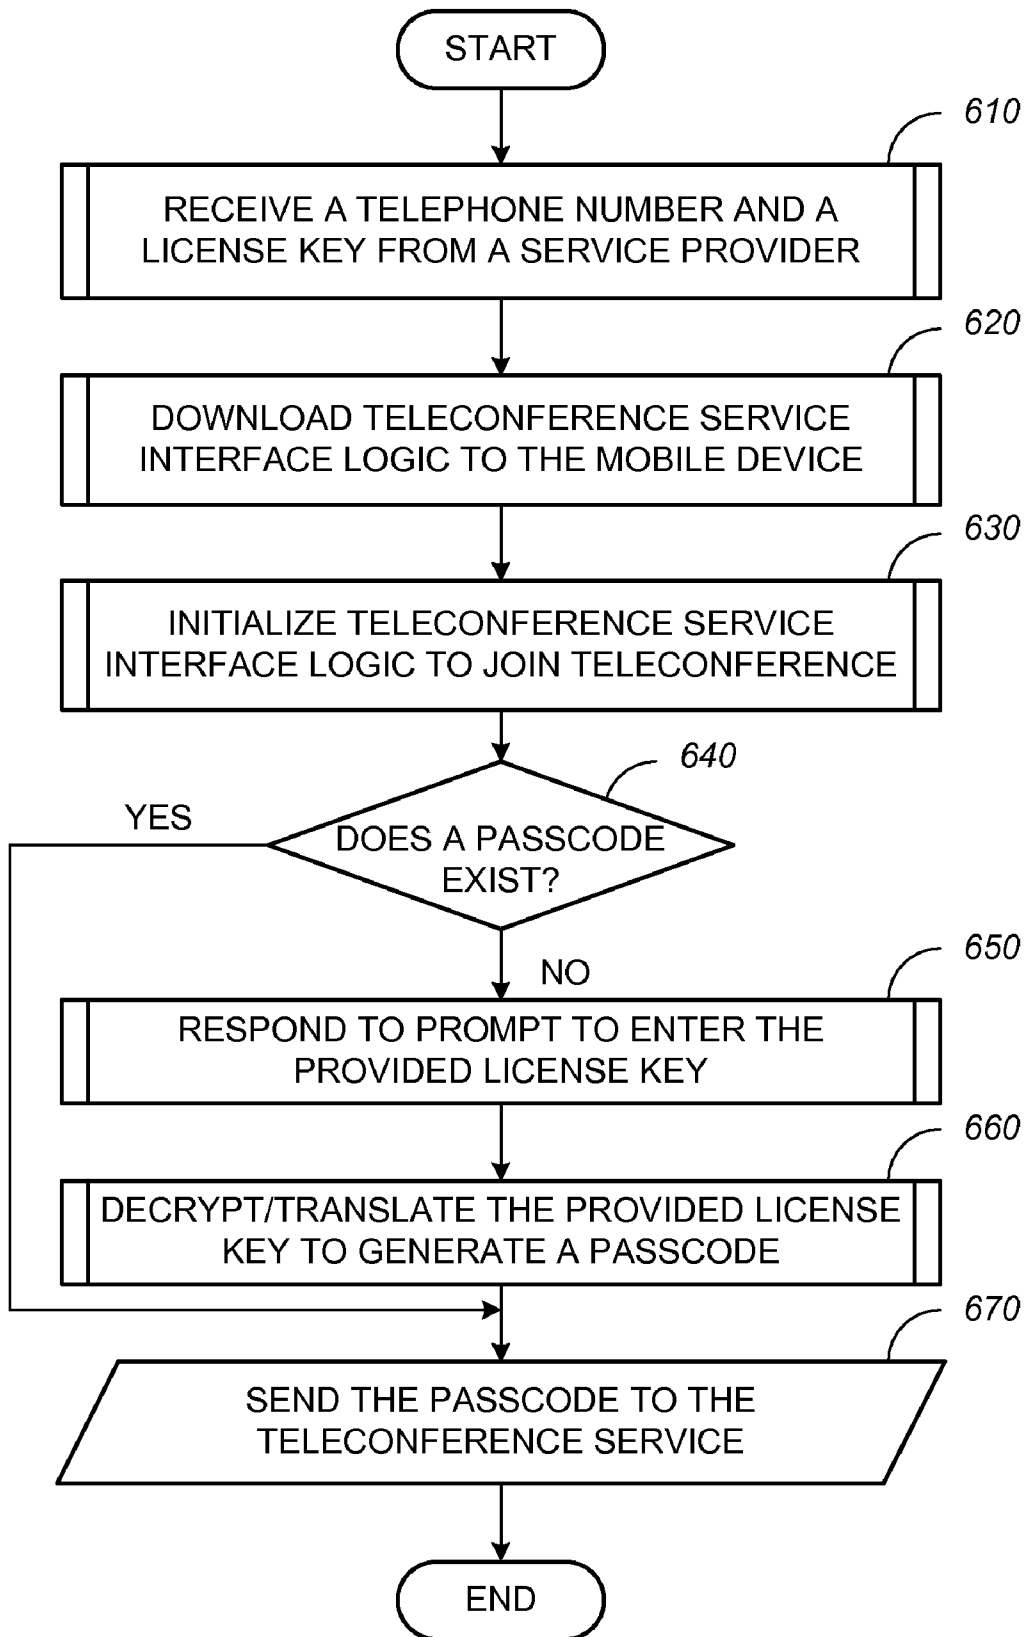 START
610
RECEIVE A TELEPHONE NUMBER AND A
LICENSE KEY FROM A SERVICE PROVIDER
620
DOWNLOAD TELECONFERENCE SERVICE
INTERFACE LOGIC TO THE MOBILE DEVICE
630
INITIALIZE TELECONFERENCE SERVICE
INTERFACE LOGIC TO JOIN TELECONFERENCE
640
YES
DOES A PASSCODE
EXIST?
NO
650
RESPOND TO PROMPT TO ENTER THE
PROVIDED LICENSE KEY
660
DECRYPT/TRANSLATE THE PROVIDED LICENSE
KEY TO GENERATE A PASSCODE
670
SEND THE PASSCODE TO THE
TELECONFERENCE SERVICE
END